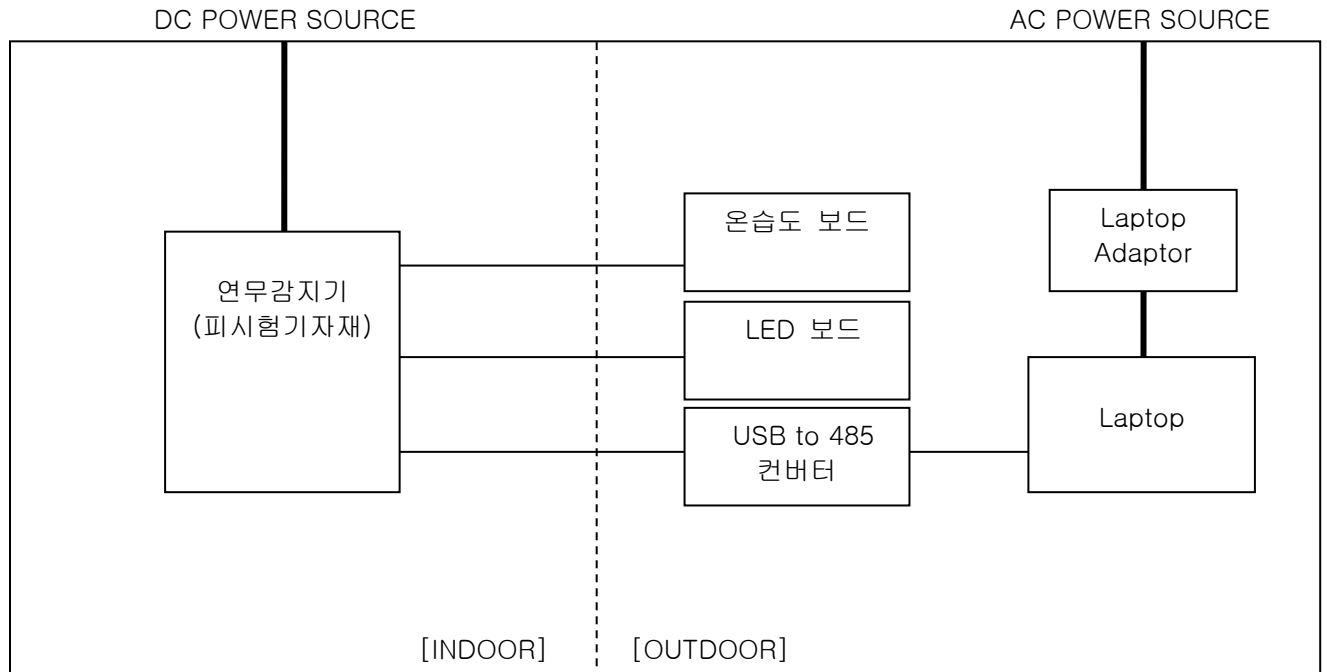 DC POWER SOURCE
AC POWER SOURCE
연무감지기
(피시험기자재)
온습도 보드
LED 보드
USB to 485
컨버터
Laptop
Adaptor
Laptop
[INDOOR]
[OUTDOOR]